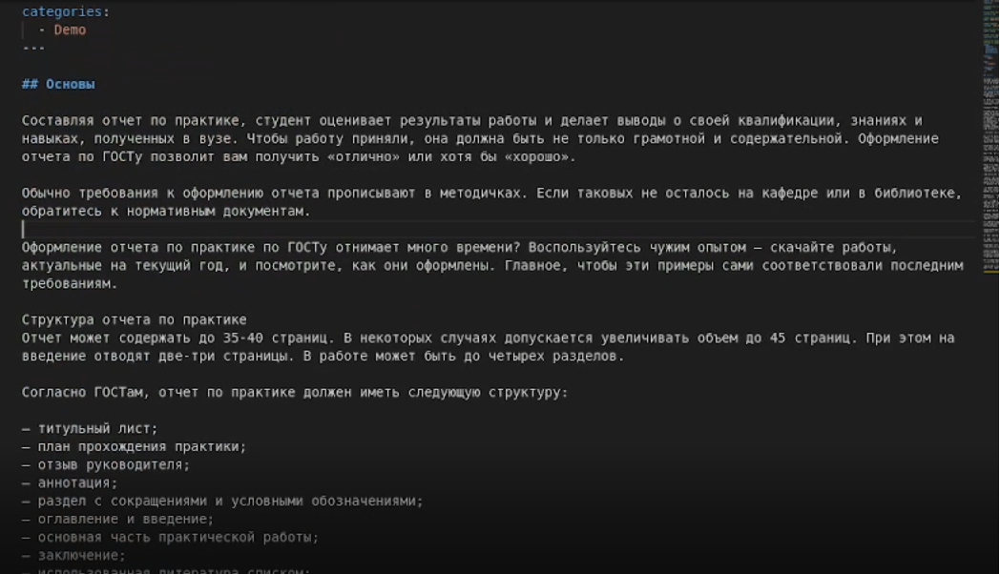 categories:
- Demo
---
## Основы
Составляя отчет по практике, студент оценивает результаты работы и делает выводы о своей квалификации, знаниях и
навыках, полученных в вузе. Чтобы работу приняли, она должна быть не только грамотной и содержательной. Оформление
отчета по ГОСТу позволит вам получить «отлично» или хотя бы «хорошо».
Обычно требования к оформлению отчета прописывают в методичках. Если таковых не осталось на кафедре или в библиотеке,
обратитесь к нормативным документам.
Оформление отчета по практике по ГОСТу отнимает много времени? Воспользуйтесь чужим опытом — скачайте работы,
актуальные на текущий год, и посмотрите, как они оформлены. Главное, чтобы эти примеры сами соответствовали последним
требованиям.
Структура отчета по практике
Отчет может содержать до 35-40 страниц. В некоторых случаях допускается увеличивать объем до 45 страниц. При этом на
введение отводят две-три страницы. В работе может быть до четырех разделов.
Согласно ГОСТам, отчет по практике должен иметь следующую структуру:
— титульный лист;
— план прохождения практики;
— отзыв руководителя;
— аннотация;
— раздел с сокращениями и условными обозначениями;
— оглавление и введение;
— основная часть практической работы;
— заключение;
— использованная литература списком;